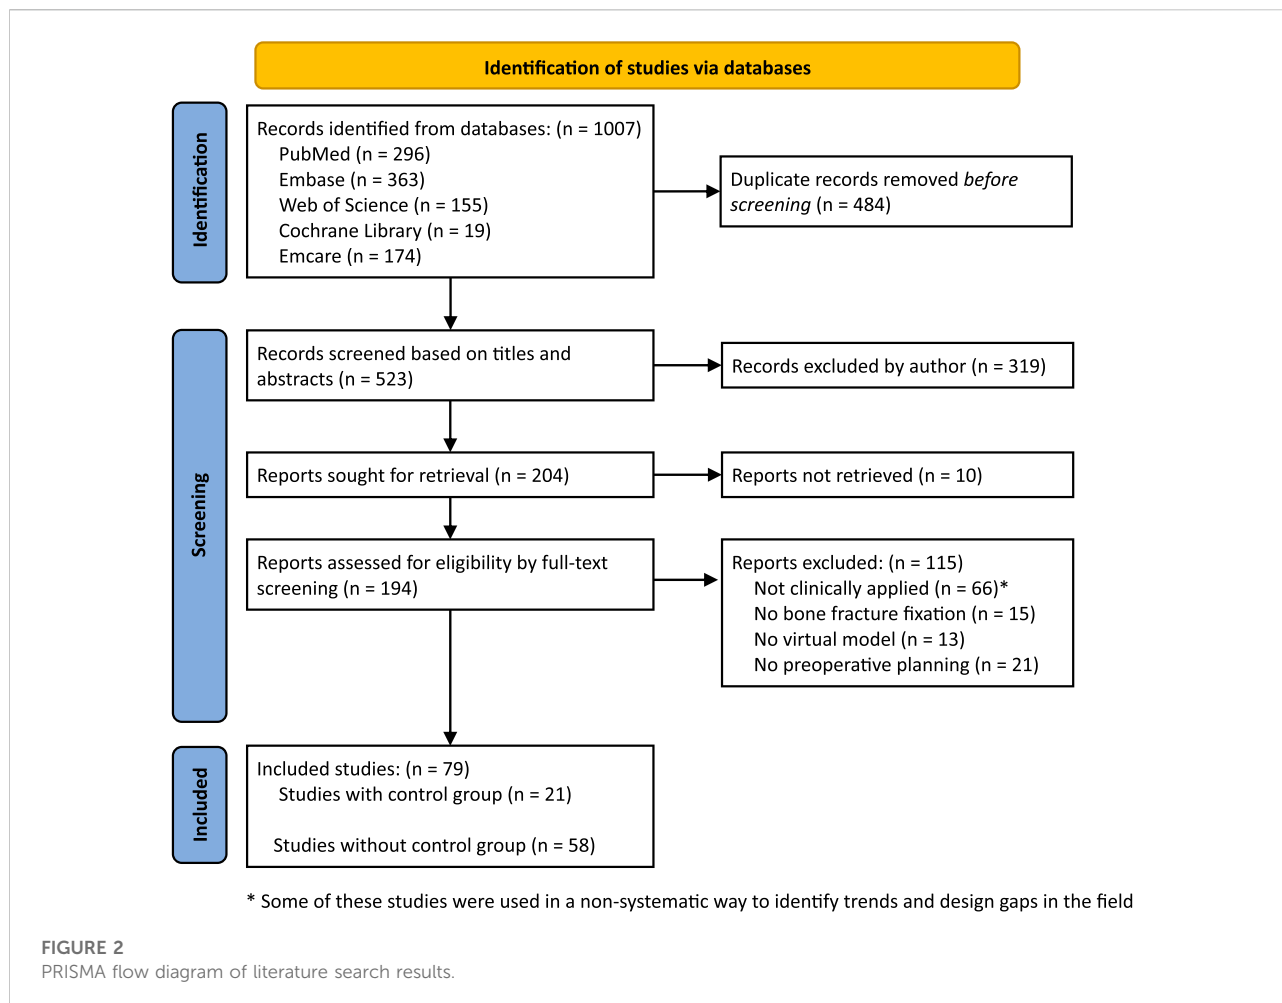 Identification of studies via databases
Identification
Records identified from databases: (n = 1007)
PubMed (n = 296)
Embase (n = 363)
Web of Science (n = 155)
Cochrane Library (n = 19)
Emcare (n = 174)
Duplicate records removed before
screening (n = 484)
Screening
Records screened based on titles and
abstracts (n = 523)
Records excluded by author (n = 319)
Reports sought for retrieval (n = 204)
Reports not retrieved (n = 10)
Reports assessed for eligibility by full-text
screening (n = 194)
Reports excluded: (n = 115)
Not clinically applied (n = 66)*
No bone fracture fixation (n = 15)
No virtual model (n = 13)
No preoperative planning (n = 21)
Included
Included studies: (n = 79)
Studies with control group (n = 21)
Studies without control group (n = 58)
* Some of these studies were used in a non-systematic way to identify trends and design gaps in the field
FIGURE 2
PRISMA flow diagram of literature search results.